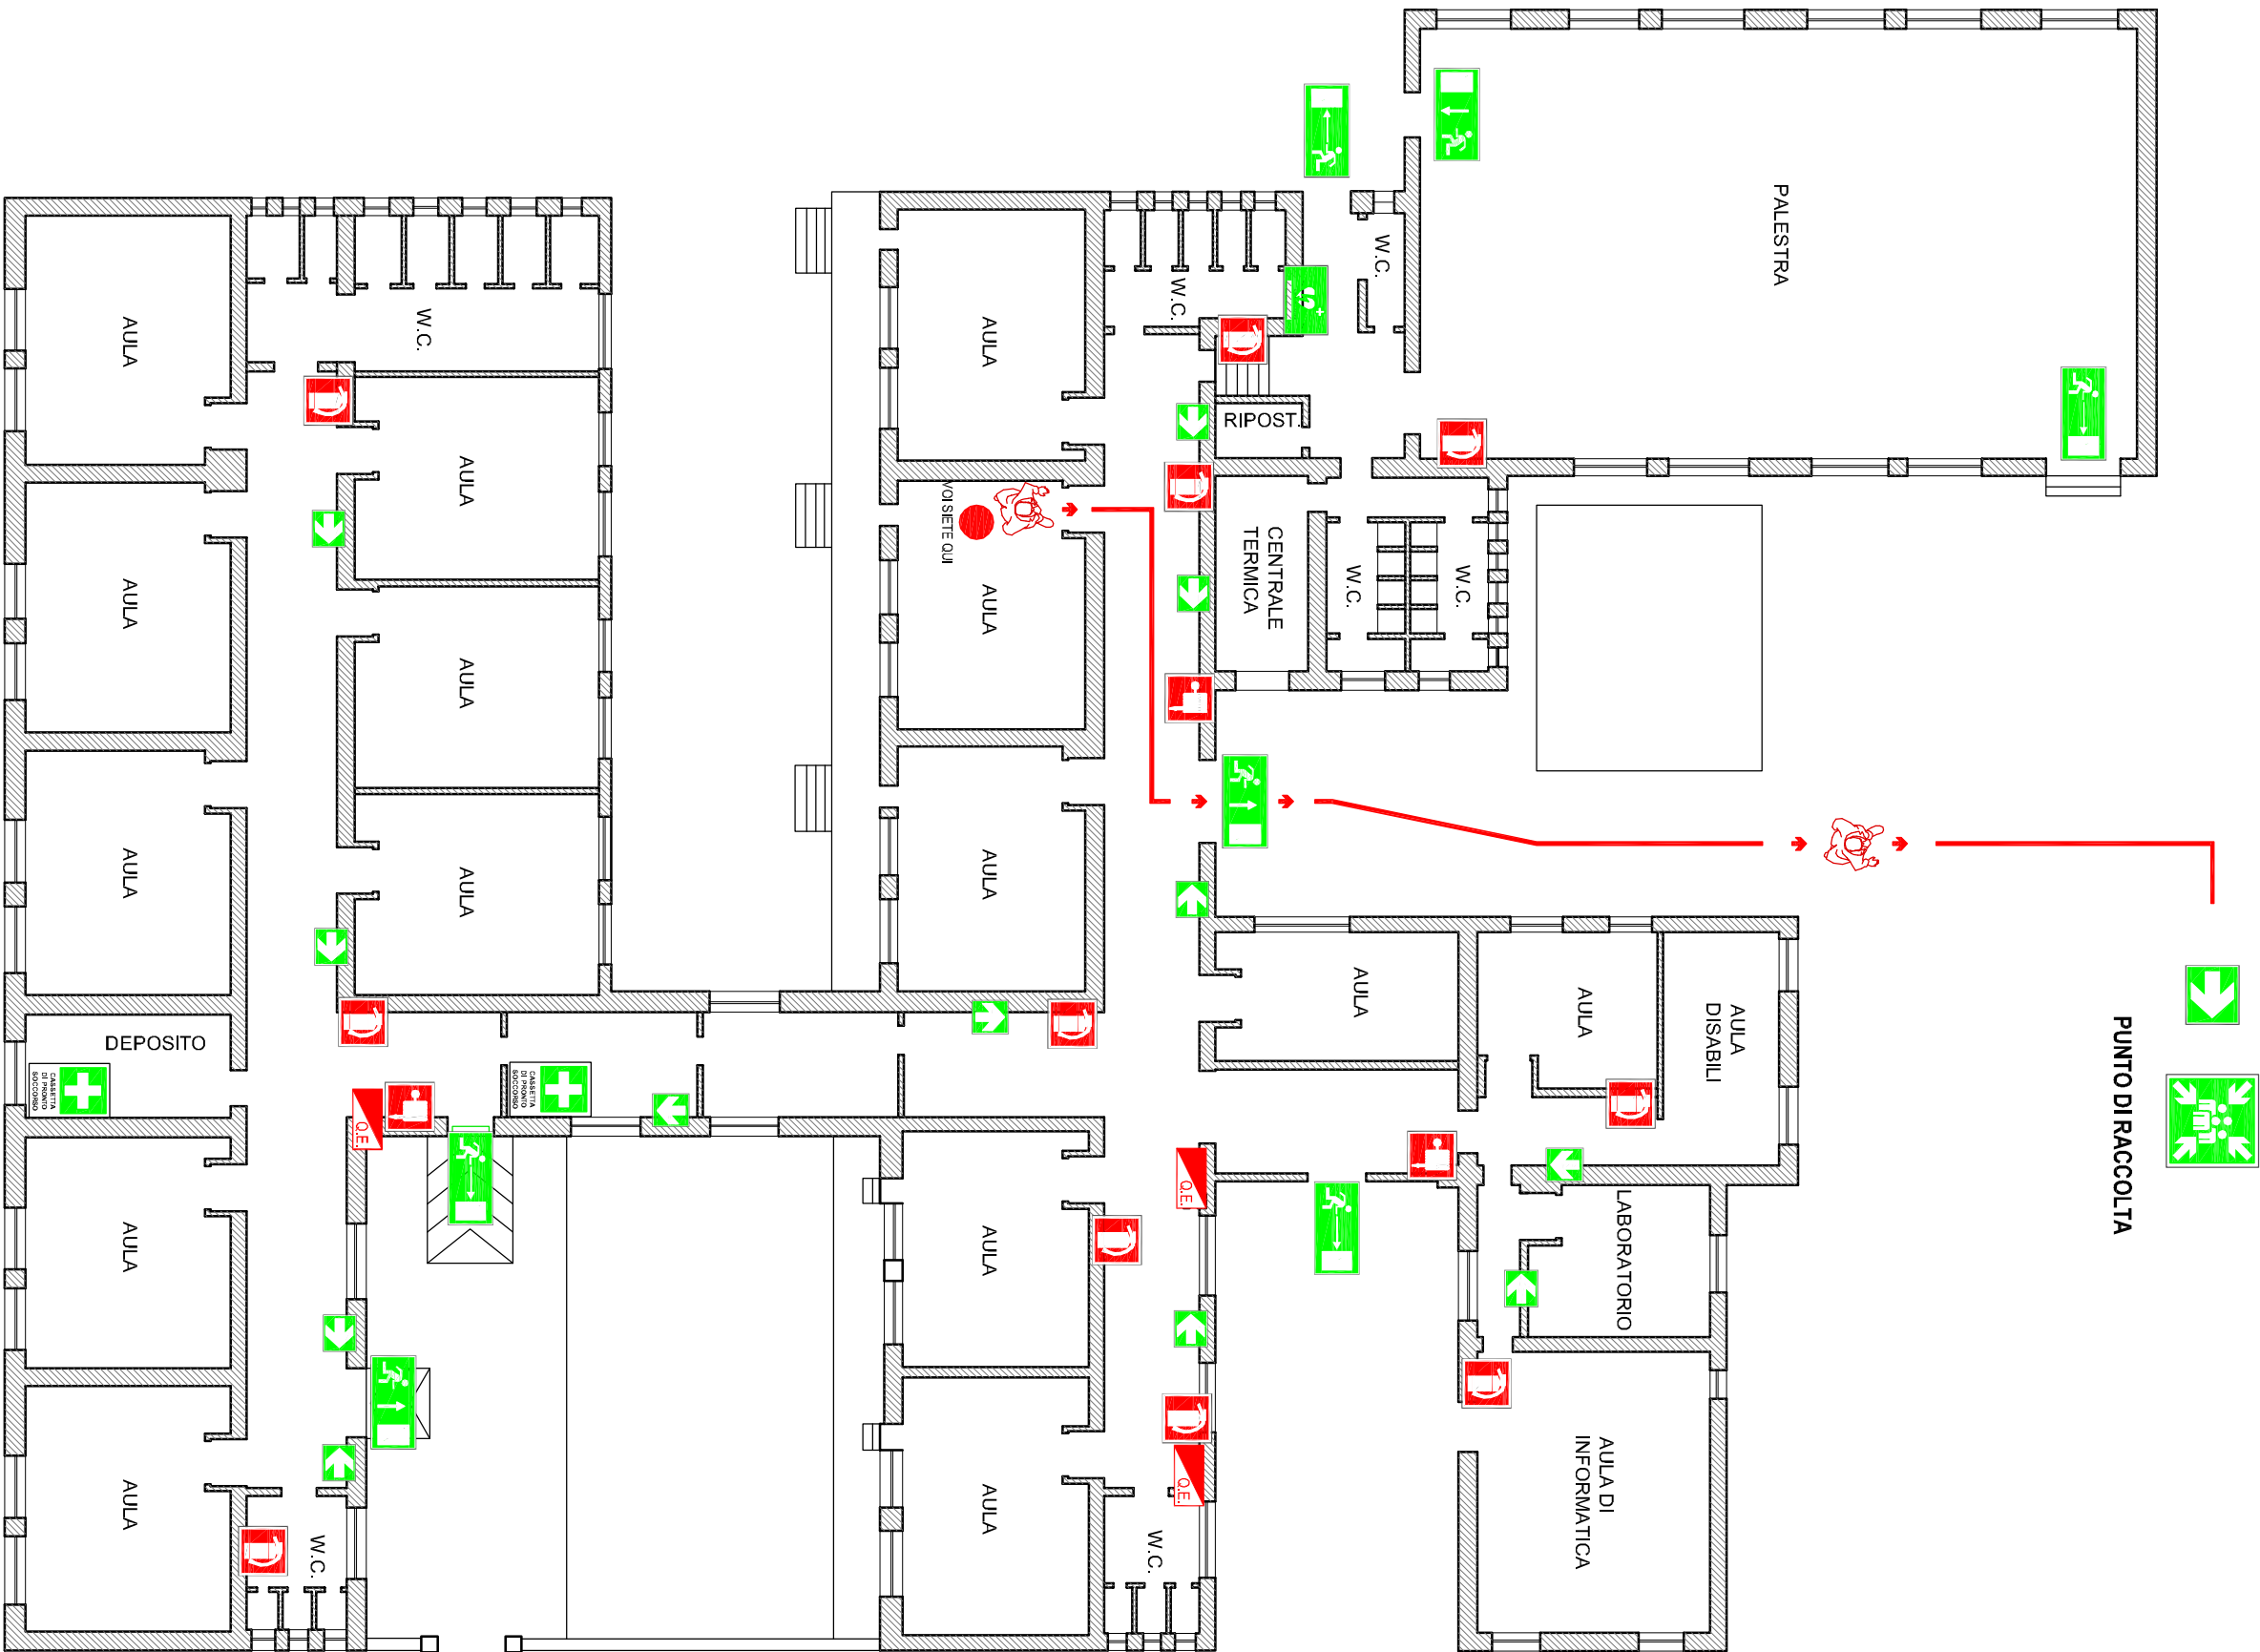 PALESTRA
W.C.
W.C.
W.C.
AULA
AULA
RIPOST.
AULA
VOI SIETE QUI
CENTRALE
TERMICA
W.C.
W.C.
AULA
AULA
AULA
AULA
AULA
AULA
AULA
AULA
AULA
AULA
DISABILI
PUNTO DI RACCOLTA
DEPOSITO
CASSETTA
DI PRONTO
SOCCORSO
CASSETTA
DI PRONTO
SOCCORSO
Q.E.
Q.E.
AULA
AULA
LABORATORIO
AULA
AULA
AULA DI
INFORMATICA
Q.E.
W.C.
W.C.